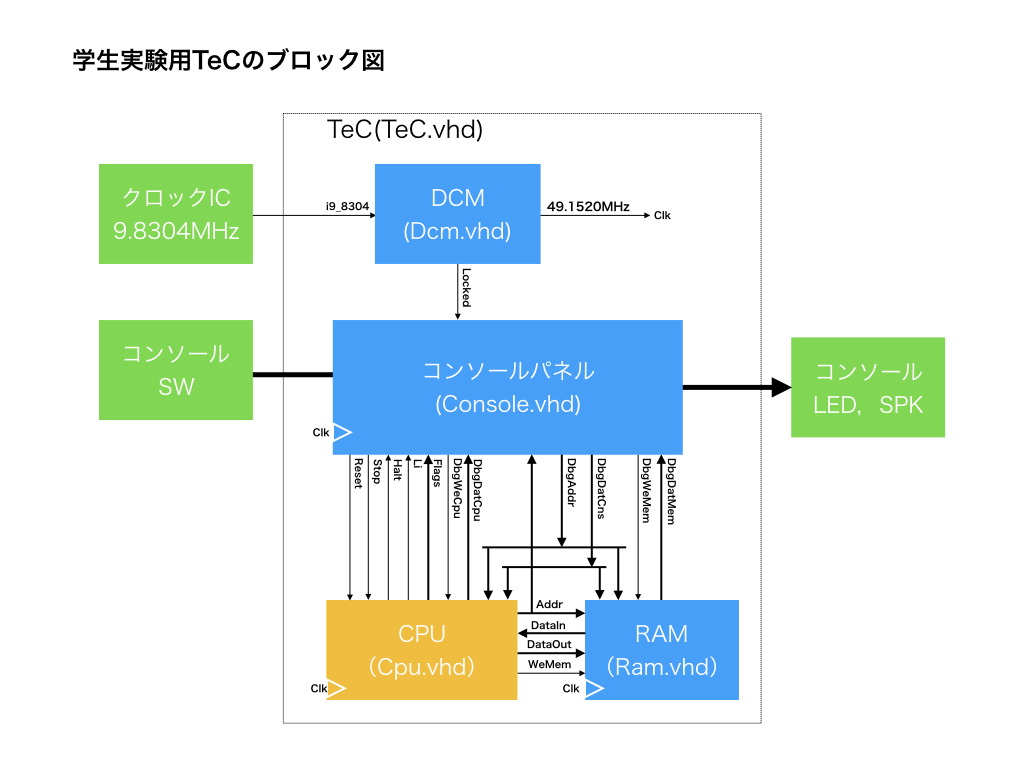 学生実験用TeCのブロック図
TeC(TeC.vhd)
クロックIC
9.8304MHz
i9_8304
DCM
(Dcm.vhd)
49.1520MHz
Clk
Locked
コンソール
SW
コンソールパネル
(Console.vhd)
Clk
コンソール
LED，SPK
Reset
Stop
Halt
Li
Flags
DbgWeCpu
DbgDatCpu
DbgAddr
DbgDatCns
DbgWeMem
DbgDatMem
CPU
（Cpu.vhd）
Clk
Addr
DataIn
DataOut
WeMem
RAM
（Ram.vhd）
Clk